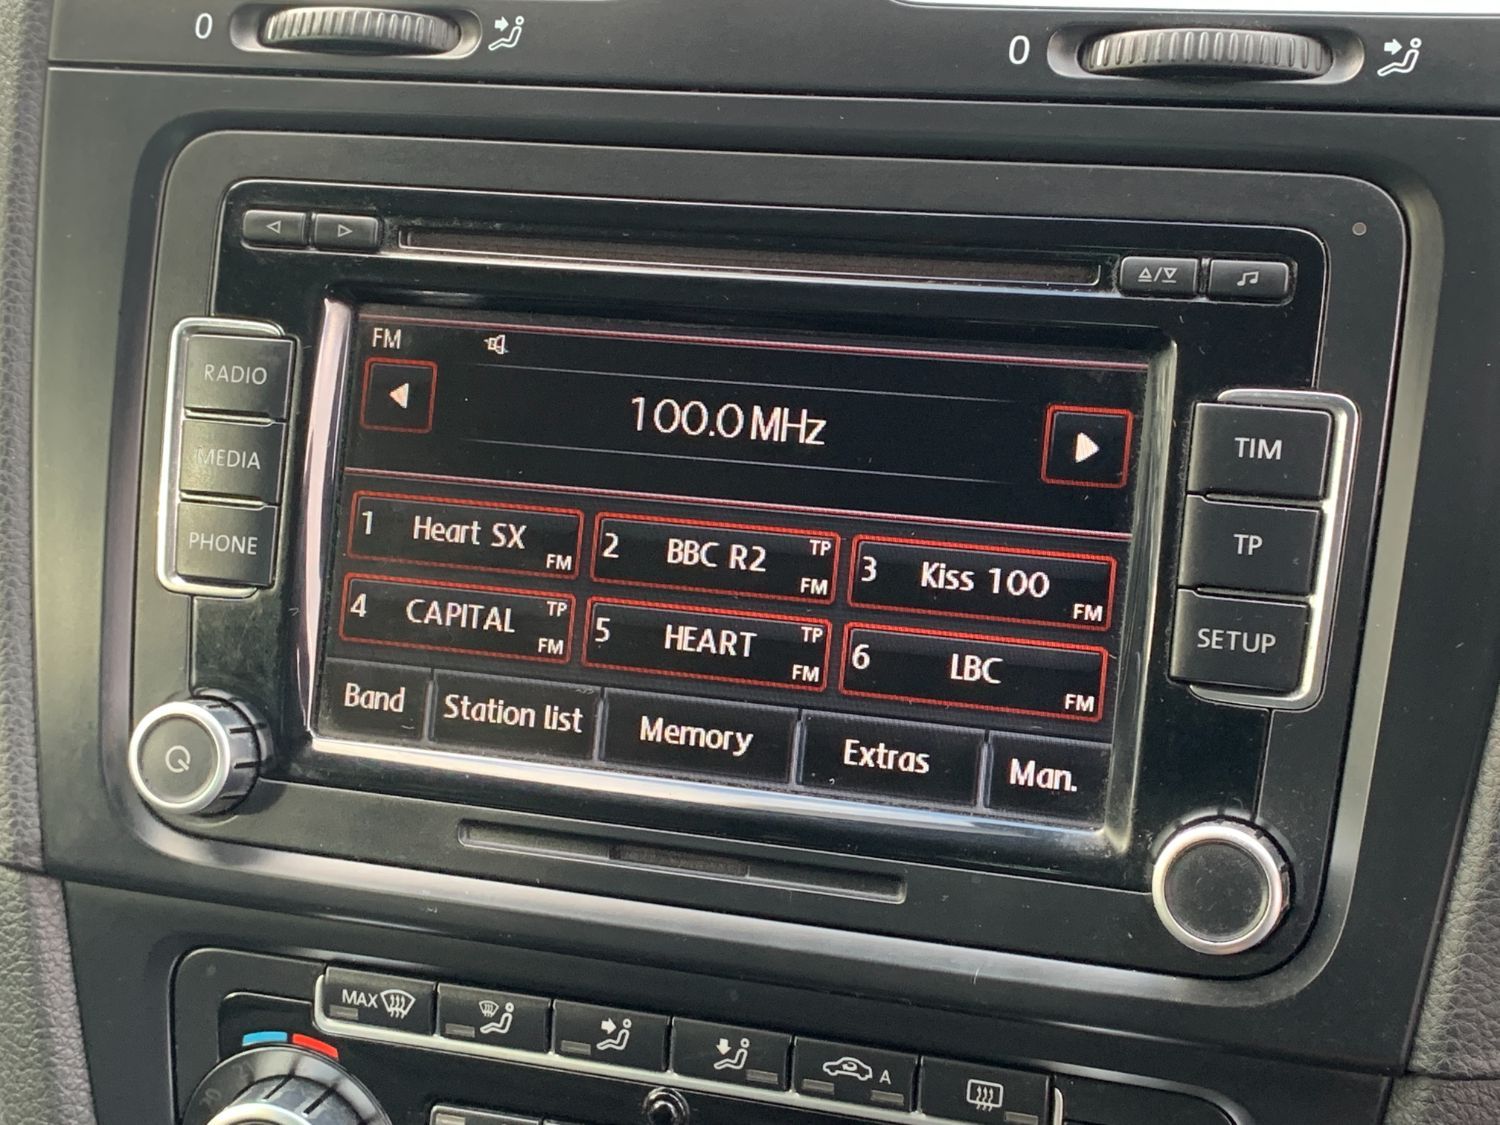 0
0
RADIO
MEDIA
PHONE
FM
100.0 MHz
1 Heart SX FM
2 BBC R2 TP FM
3 Kiss 100 FM
4 CAPITAL TP FM
5 HEART TP FM
6 LBC FM
Band
Station list
Memory
Extras
Man.
TIM
TP
SETUP
MAX
A